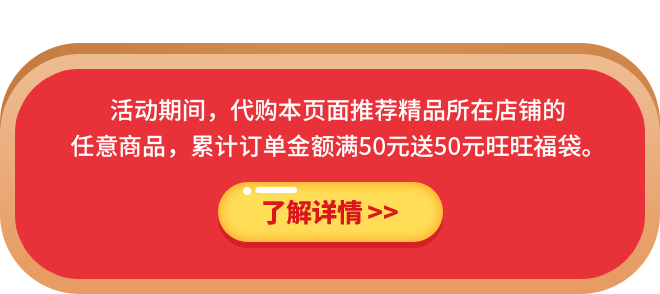 活动期间，代购本页面推荐精品所在店铺的
任意商品，累计订单金额满50元送50元旺旺福袋。
了解详情 >>